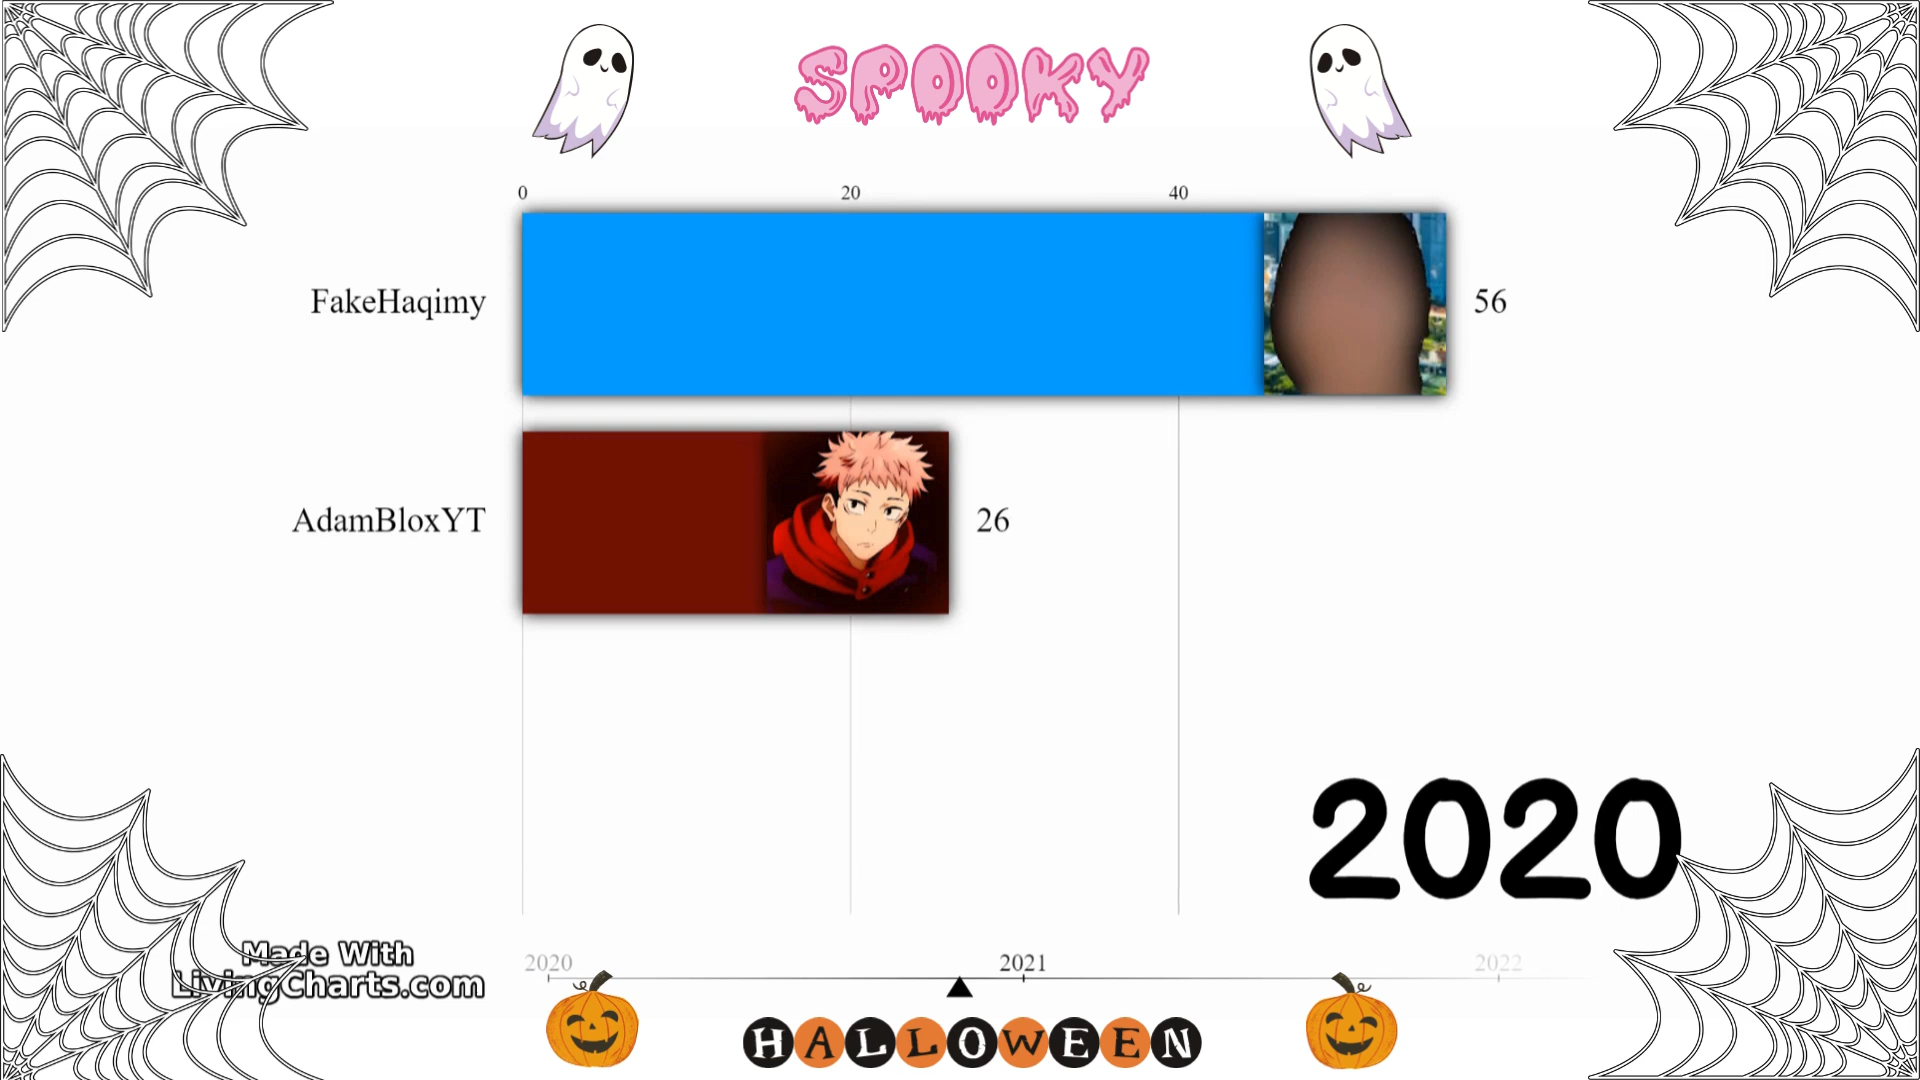 SPOOKY
0 20 40
FakeHaqimy 56
AdamBloxYT 26
2020
Made With
LivingCharts.com
2020 2021 2022
HALLOWEEN